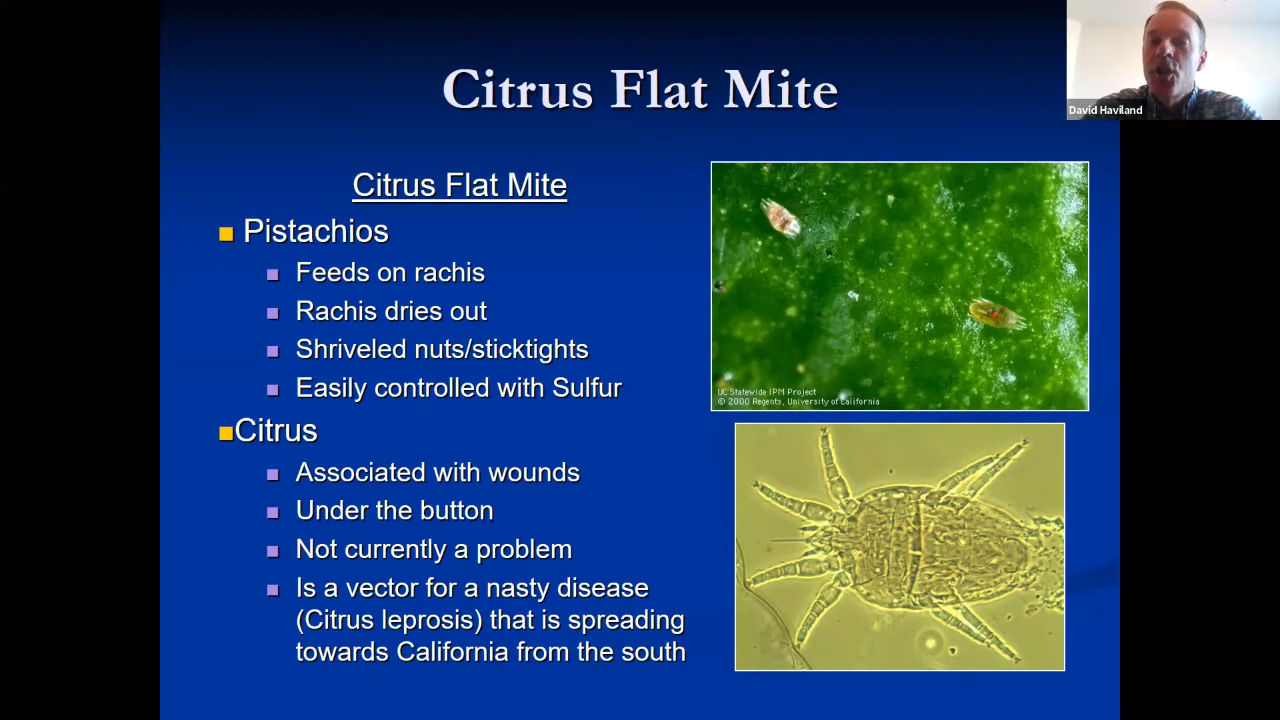 Citrus Flat Mite
David Haviland
Citrus Flat Mite
Pistachios
Feeds on rachis
Rachis dries out
Shriveled nuts/sticktights
Easily controlled with Sulfur
Citrus
Associated with wounds
Under the button
Not currently a problem
Is a vector for a nasty disease
(Citrus leprosis) that is spreading
towards California from the south
UC Statewide IPM Project
© 2000 Regents, University of California